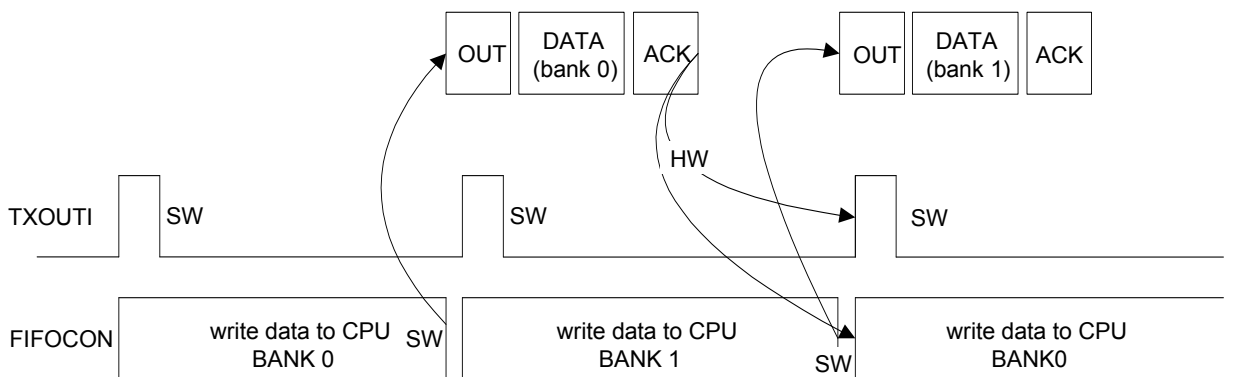 OUT
DATA
(bank 0)
ACK
OUT
DATA
(bank 1)
ACK
HW
TXOUTI
SW
SW
SW
FIFOCON
write data to CPU
BANK 0
SW
write data to CPU
BANK 1
SW
write data to CPU
BANK0